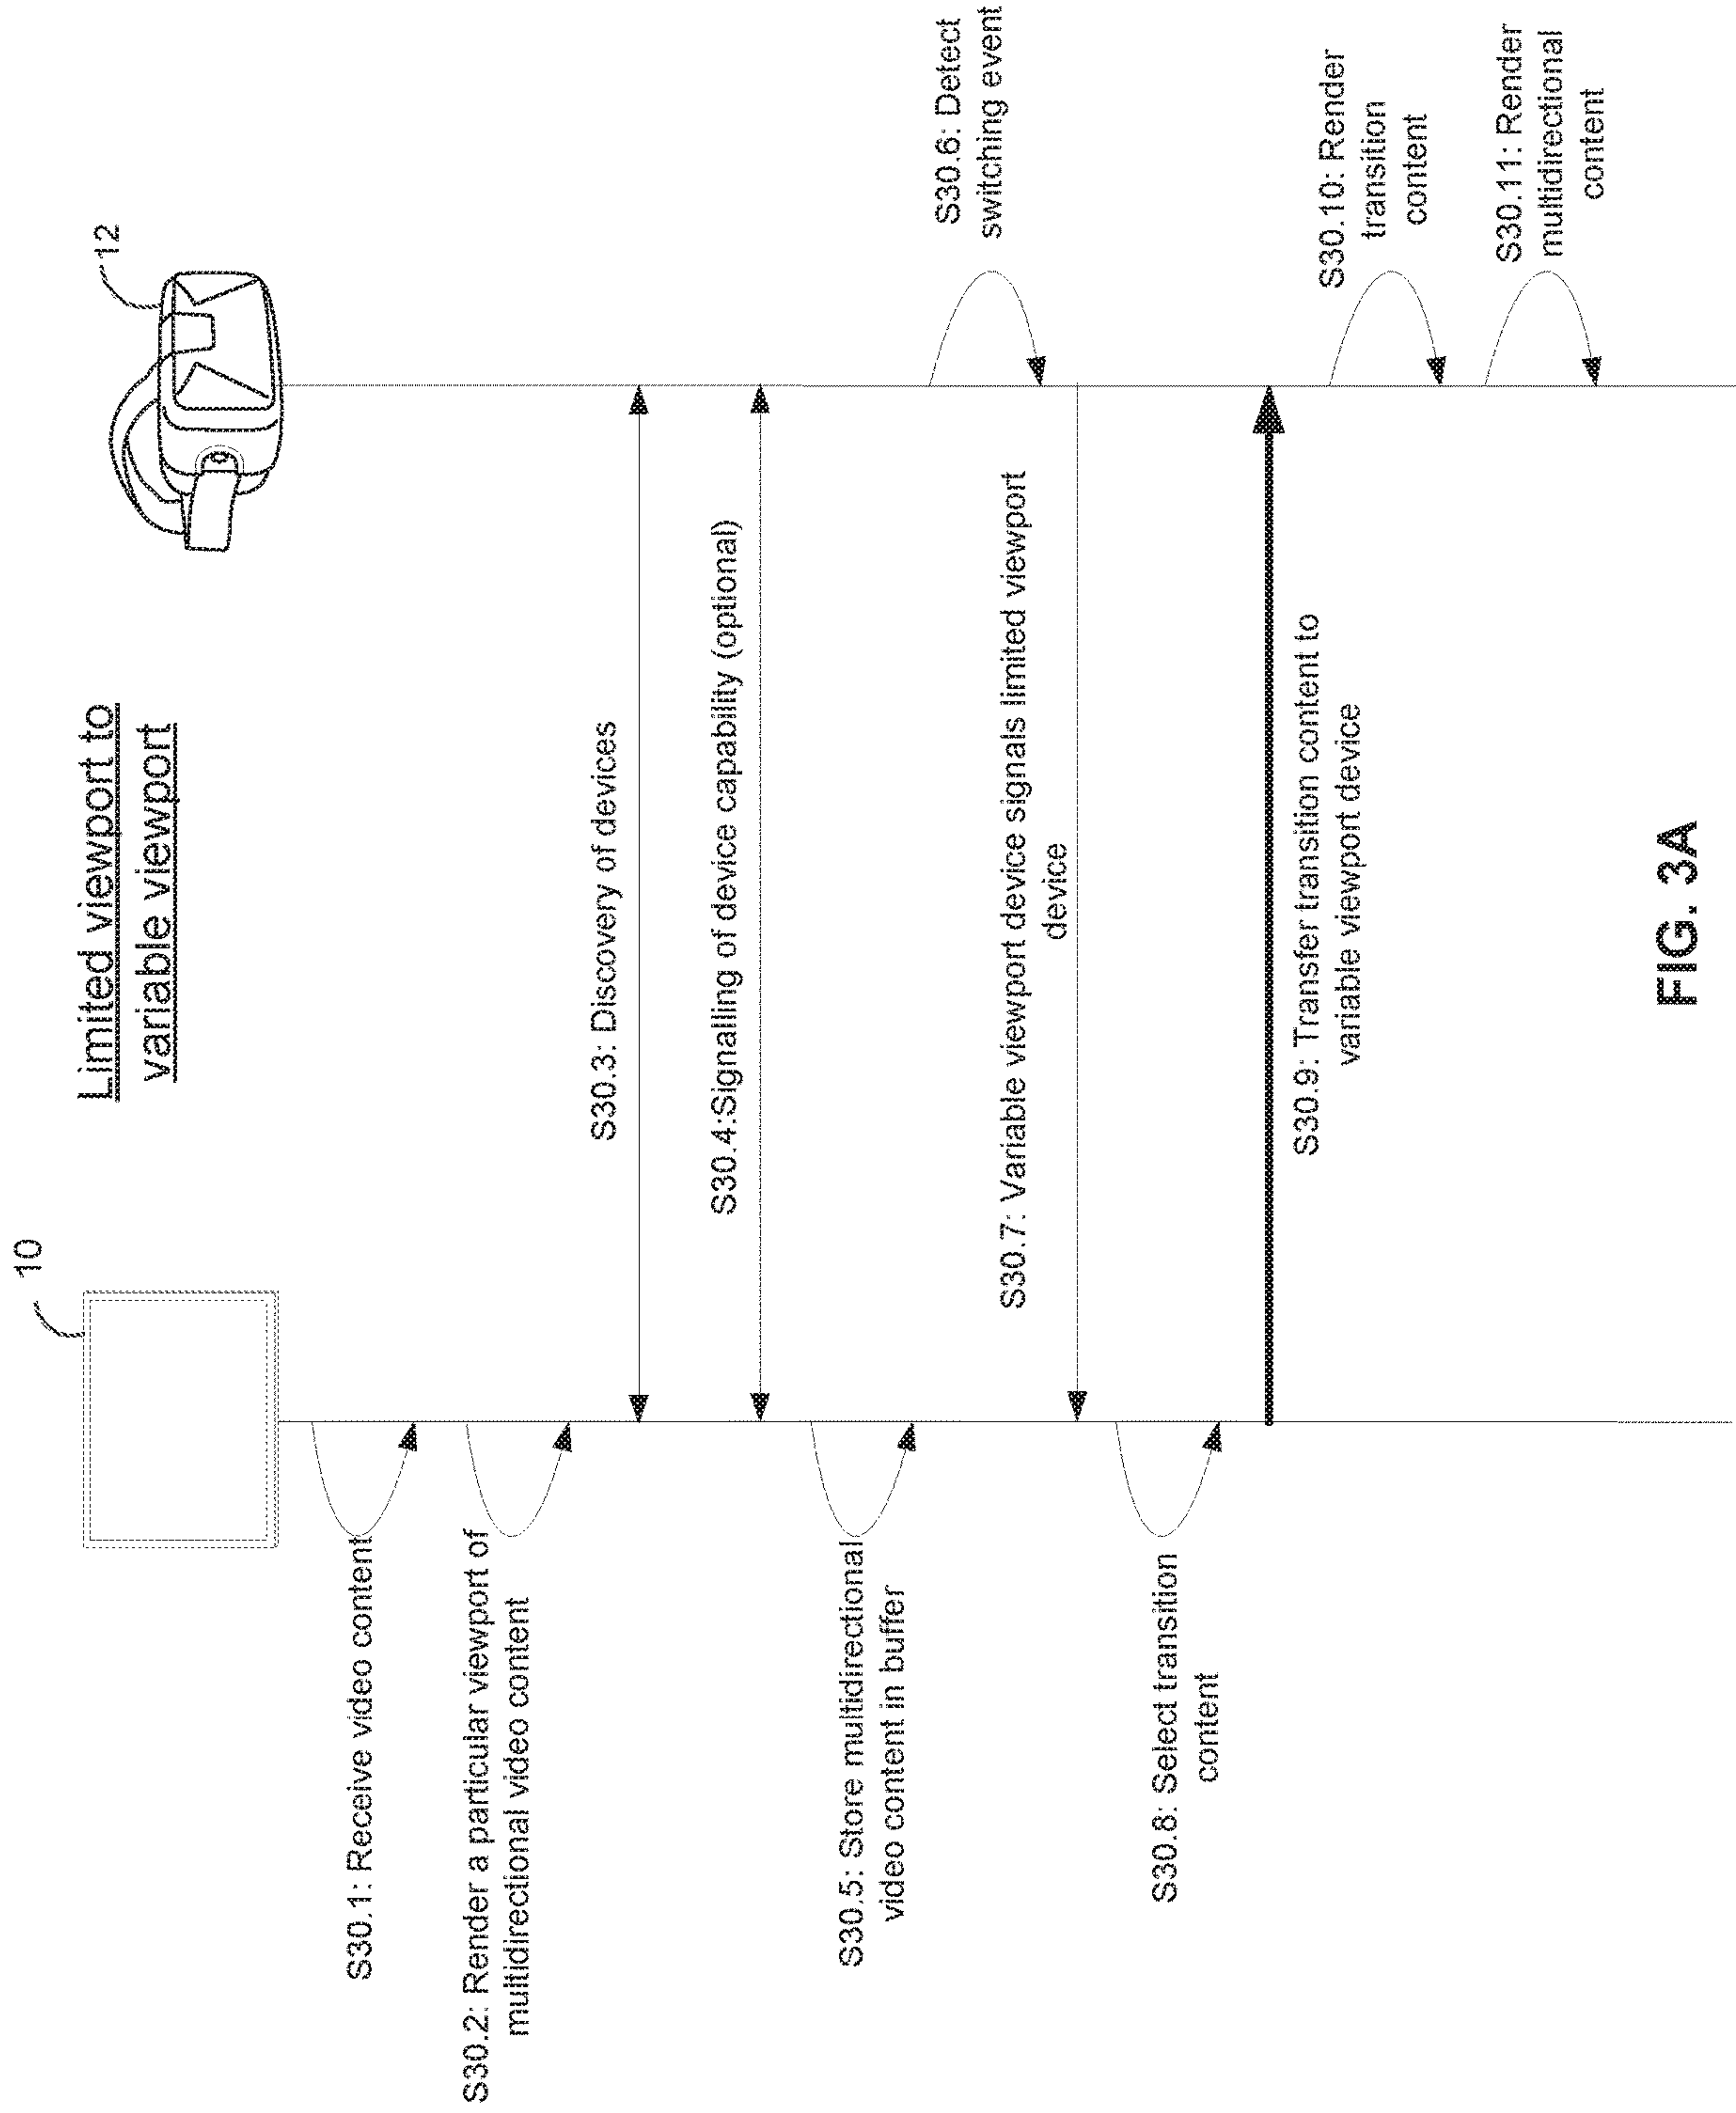 Limited viewport to
variable viewport
10
12
S30.1: Receive video content
S30.2: Render a particular viewport of
multidirectional video content
S30.3: Discovery of devices
S30.4:Signalling of device capability (optional)
S30.5: Store multidirectional
video content in buffer
S30.6: Detect
switching event
S30.7: Variable viewport device signals limited viewport
device
S30.8: Select transition
content
S30.9: Transfer transition content to
variable viewport device
S30.10: Render
transition
content
S30.11: Render
multidirectional
content
FIG. 3A